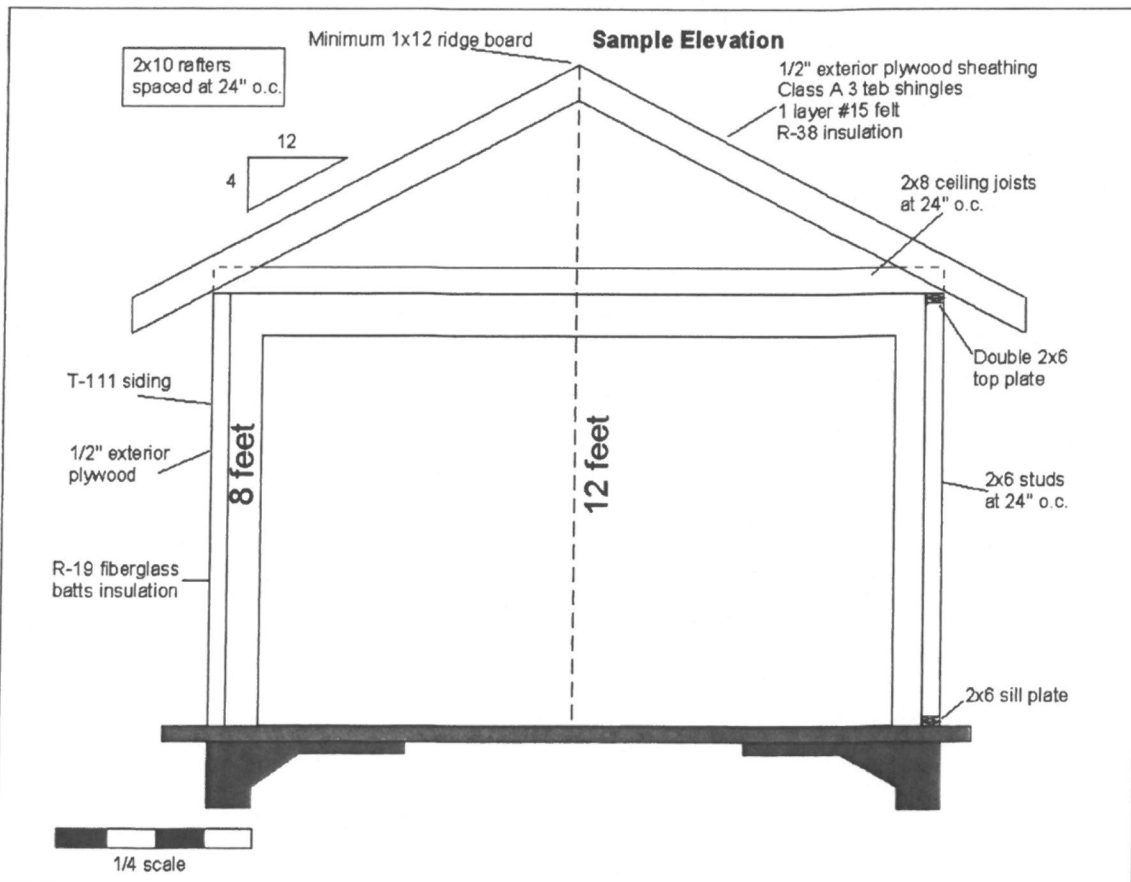 Minimum 1x12 ridge board
Sample Elevation
2x10 rafters
spaced at 24" o.c.
1/2" exterior plywood sheathing
Class A 3 tab shingles
1 layer #15 felt
R-38 insulation
12
4
2x8 ceiling joists
at 24" o.c.
Double 2x6
top plate
T-111 siding
1/2" exterior
plywood
8 feet
12 feet
2x6 studs
at 24" o.c.
R-19 fiberglass
batts insulation
2x6 sill plate
1/4 scale